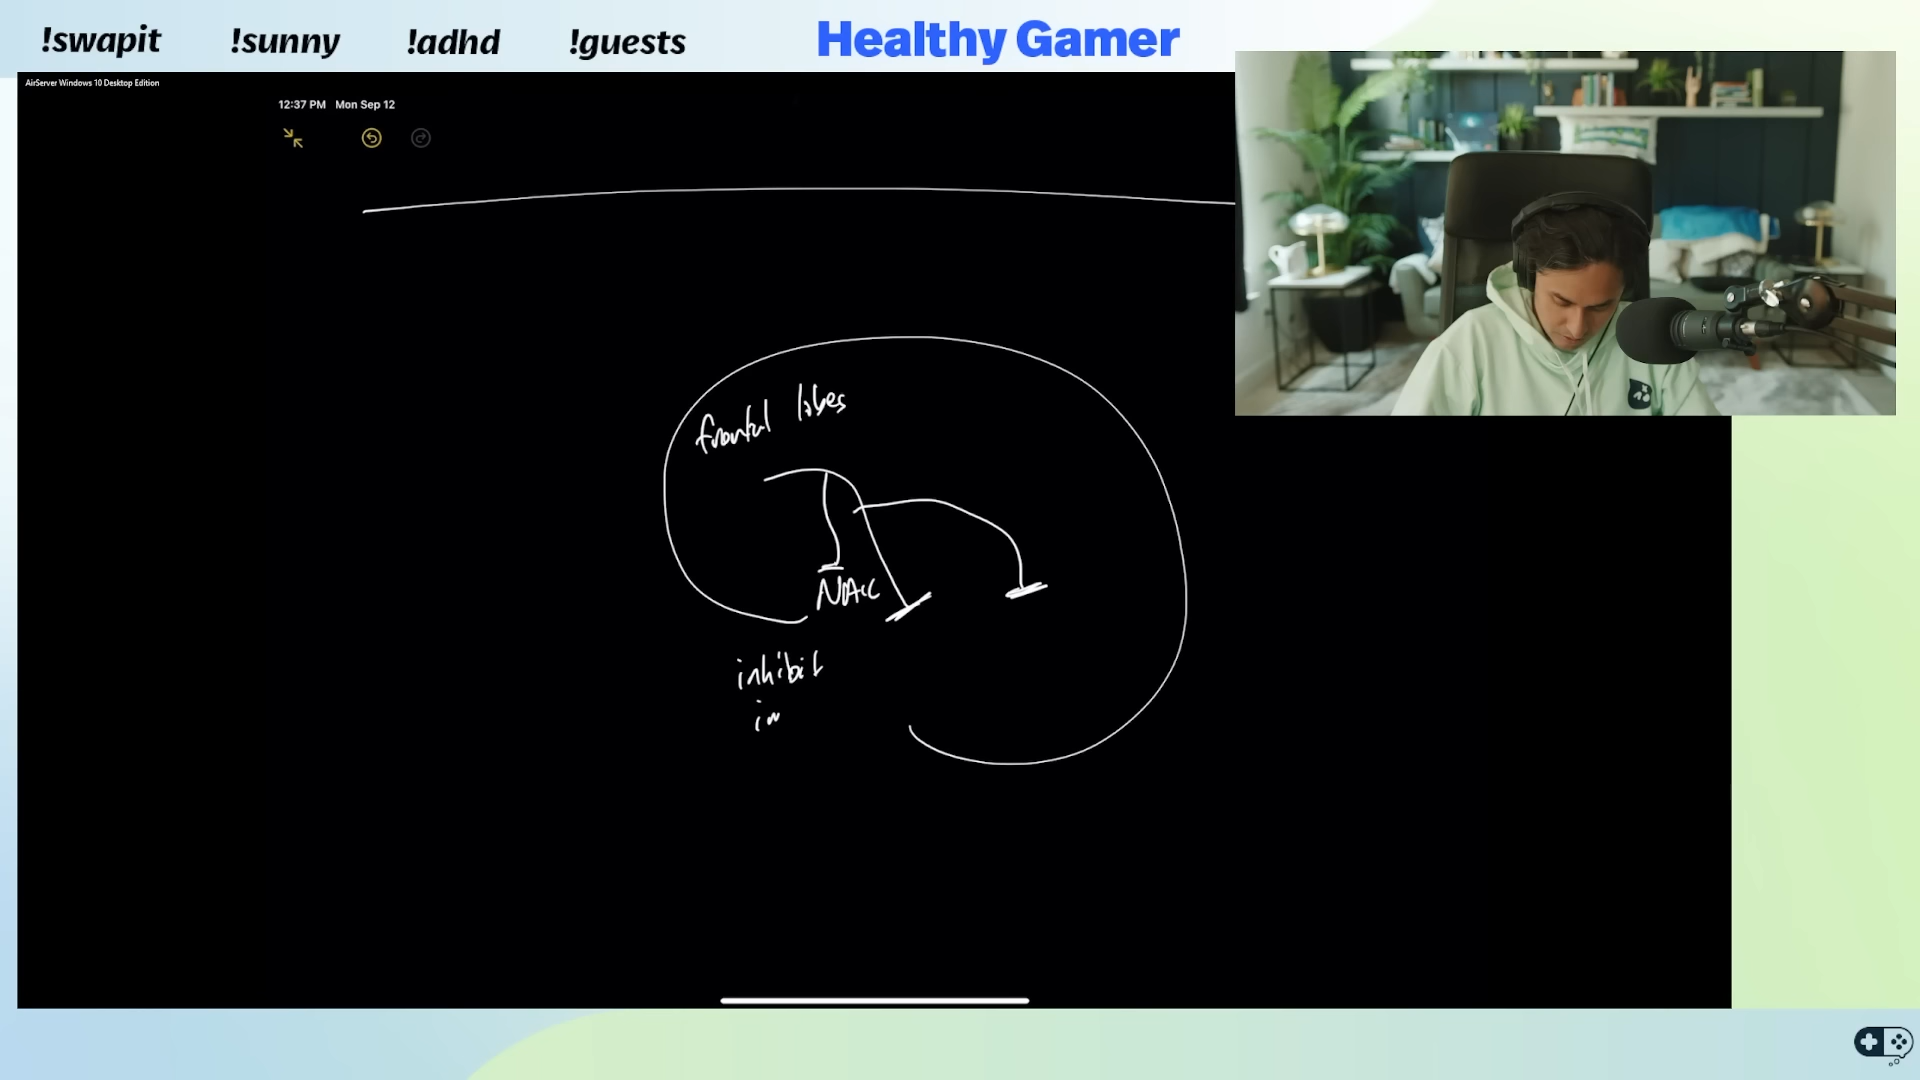 !swapit !sunny !adhd !guests Healthy Gamer
AirServer Windows 10 Desktop Edition
12:37 PM Mon Sep 12
frontal lobes
NAcc
inhibit
in